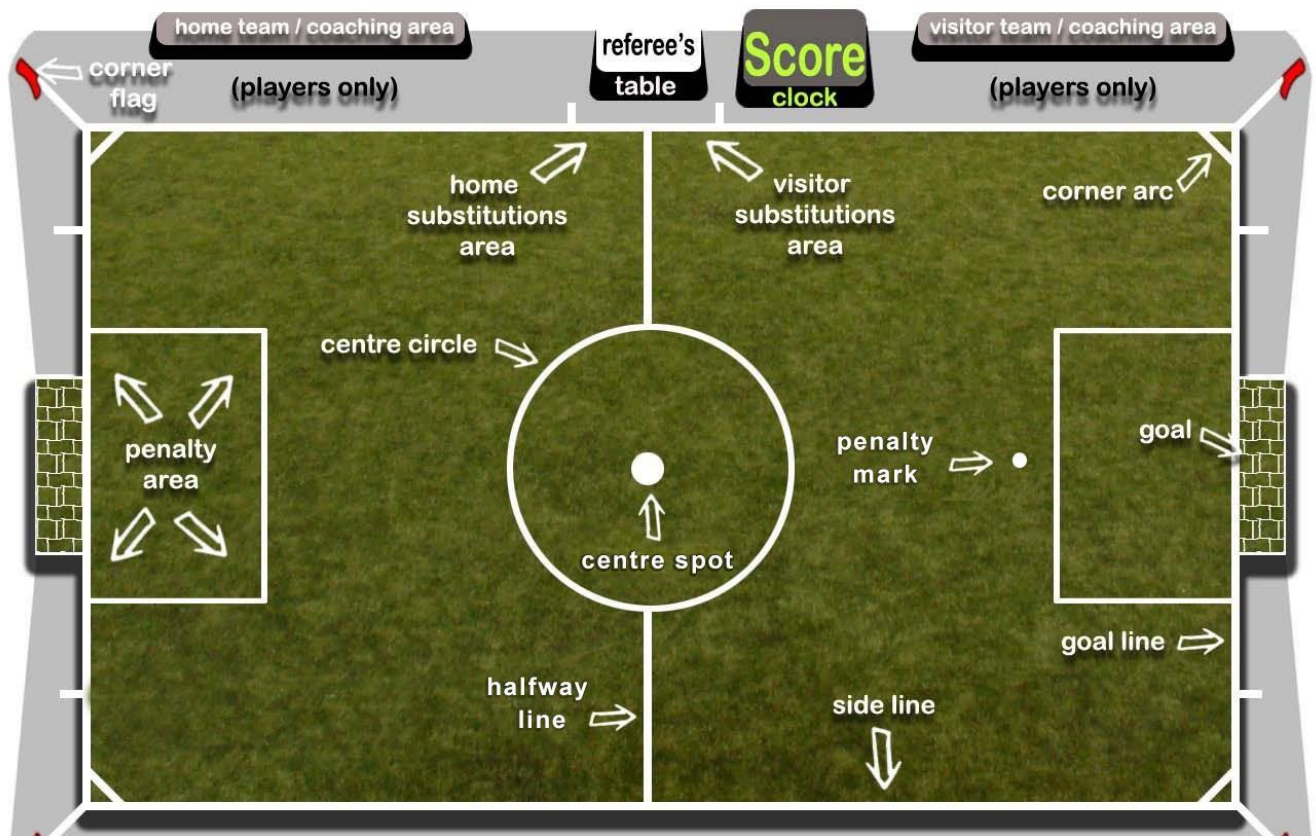 home team / coaching area
visitor team / coaching area
referee's
table
Score
clock
corner
flag
(players only)
(players only)
home
substitutions
area
visitor
substitutions
area
corner arc
centre circle
penalty
area
penalty
mark
goal
centre spot
goal line
halfway
line
side line